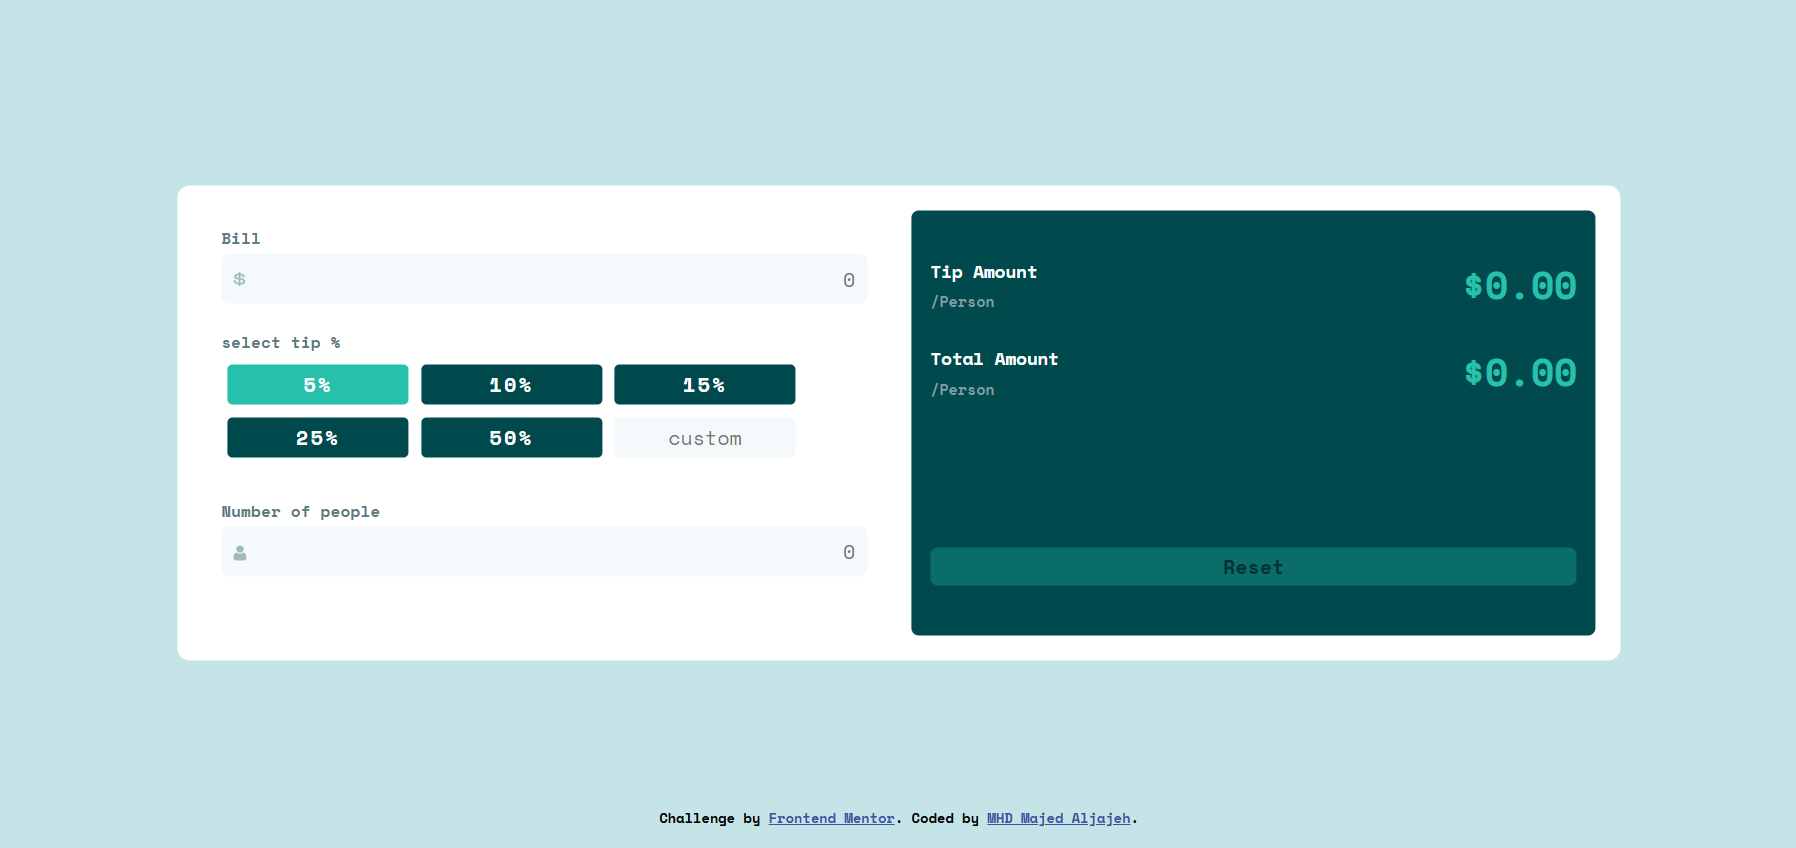 Bill
$ 0
select tip %
5% 10% 15%
25% 50% custom
Number of people
0
Tip Amount
/Person
$0.00
Total Amount
/Person
$0.00
Reset
Challenge by Frontend Mentor. Coded by MHD Majed Aljajeh.